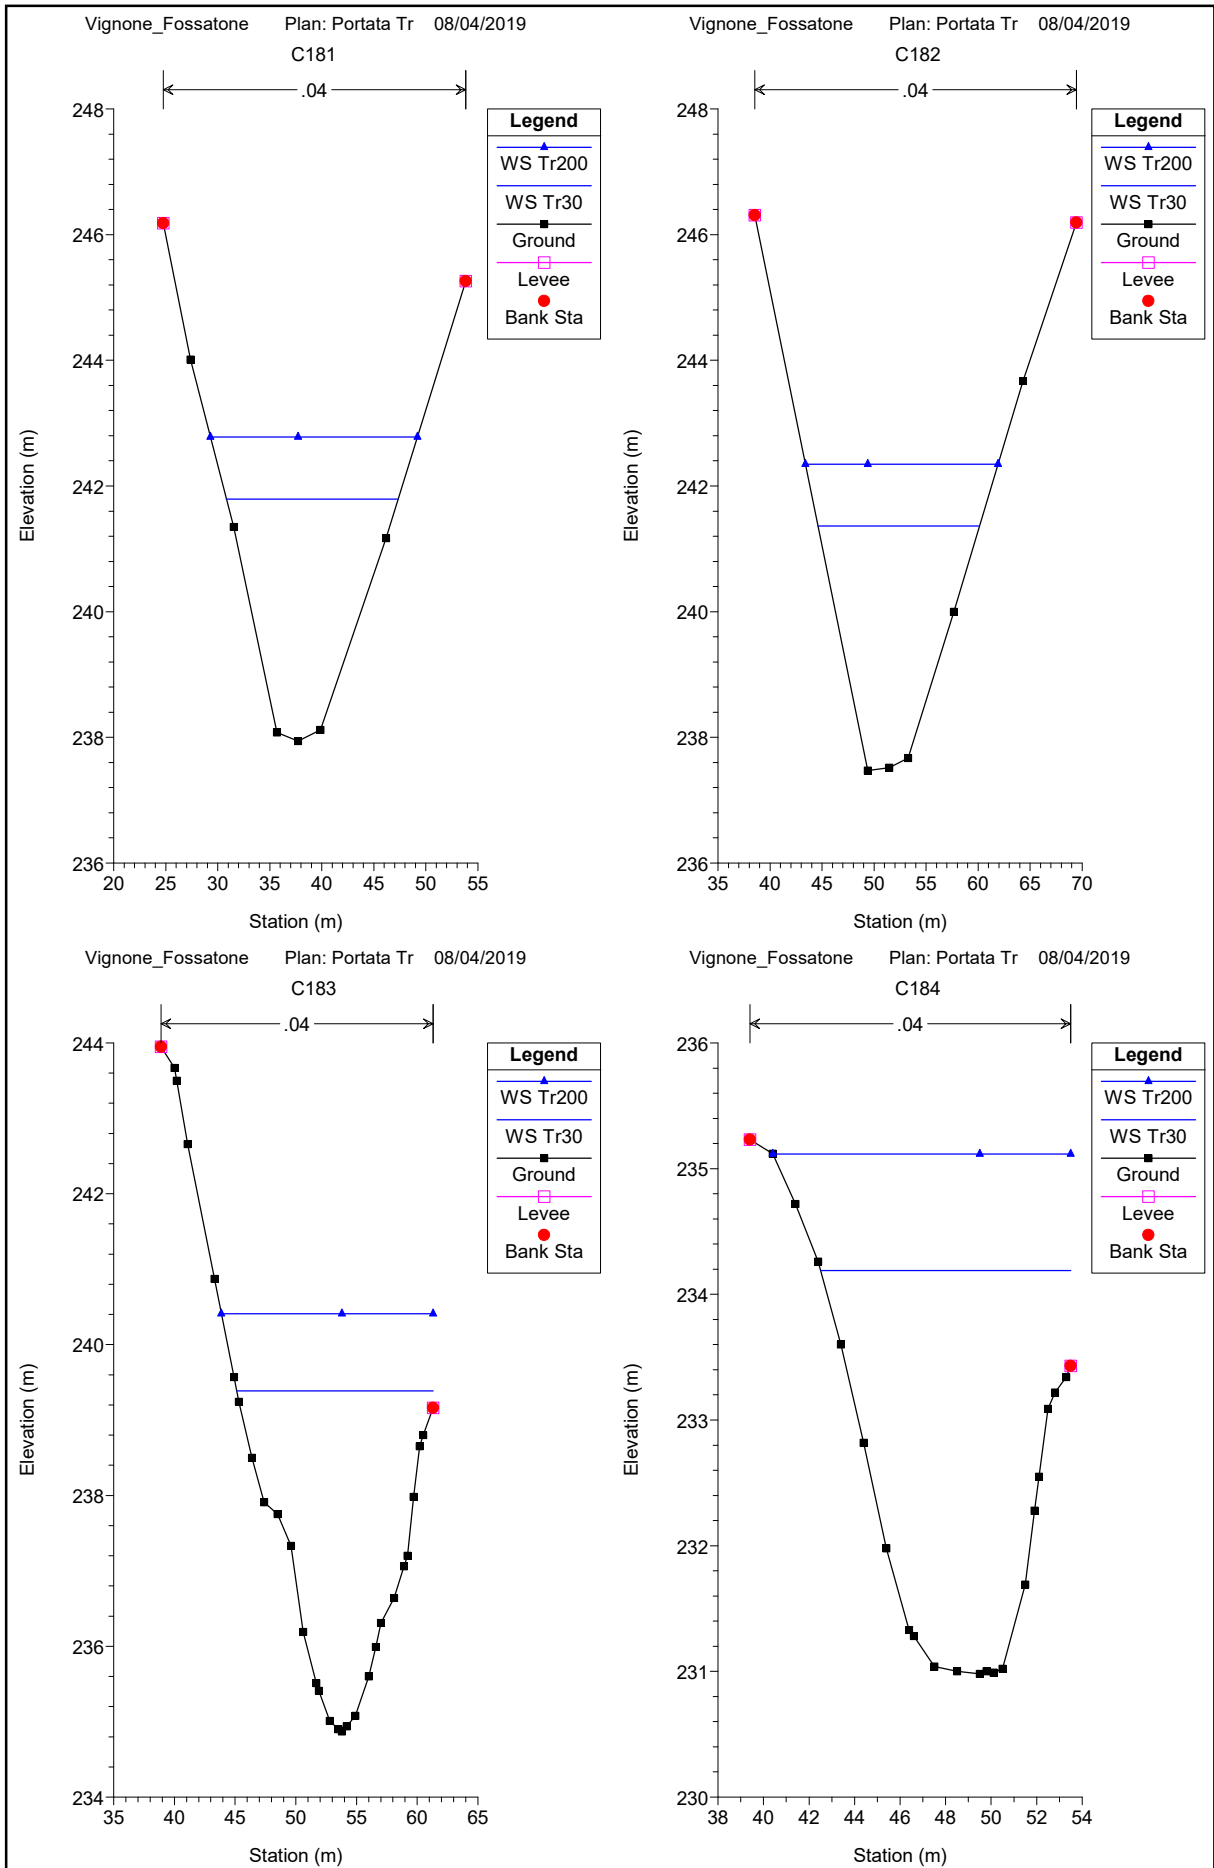 Vignone_Fossatone Plan: Portata Tr 08/04/2019
C181
.04
Legend
WS Tr200
WS Tr30
Ground
Levee
Bank Sta
248
246
244
242
240
238
236
20 25 30 35 40 45 50 55
Elevation (m)
Station (m)
Vignone_Fossatone Plan: Portata Tr 08/04/2019
C182
.04
Legend
WS Tr200
WS Tr30
Ground
Levee
Bank Sta
248
246
244
242
240
238
236
35 40 45 50 55 60 65 70
Elevation (m)
Station (m)
Vignone_Fossatone Plan: Portata Tr 08/04/2019
C183
.04
Legend
WS Tr200
WS Tr30
Ground
Levee
Bank Sta
244
242
240
238
236
234
35 40 45 50 55 60 65
Elevation (m)
Station (m)
Vignone_Fossatone Plan: Portata Tr 08/04/2019
C184
.04
Legend
WS Tr200
WS Tr30
Ground
Levee
Bank Sta
236
235
234
233
232
231
230
38 40 42 44 46 48 50 52 54
Elevation (m)
Station (m)